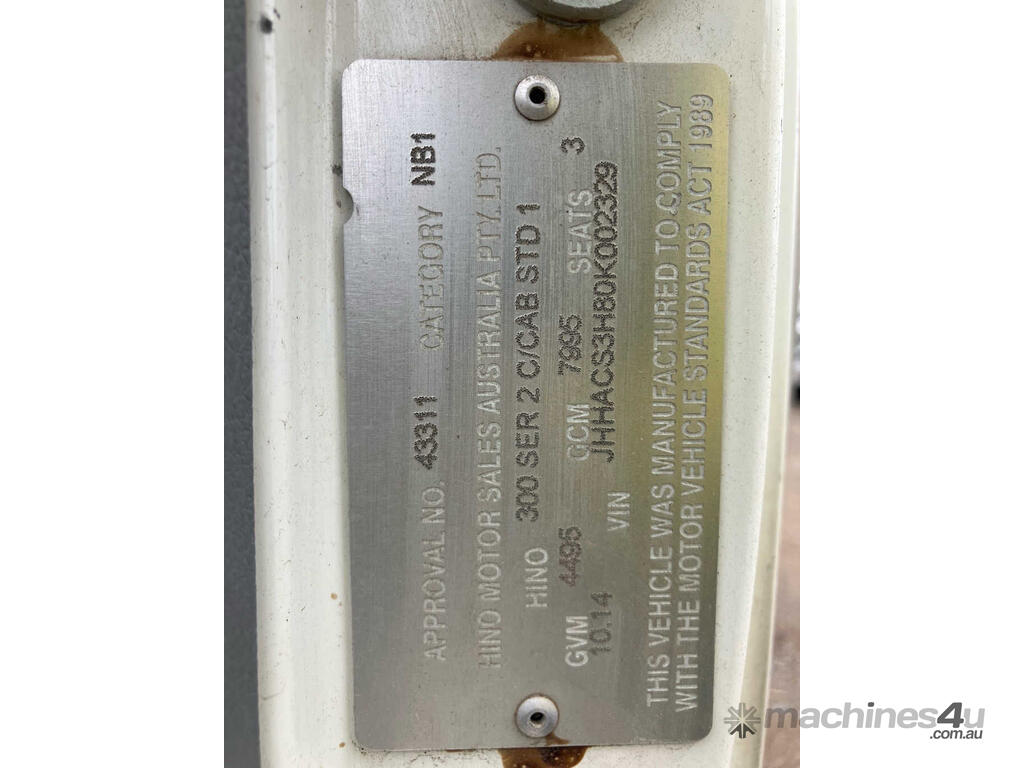 APPROVAL NO. 43311 CATEGORY NB1
HINO MOTOR SALES AUSTRALIA PTY. LTD.
HINO 300 SER 2 C/CAB STD 1
GVM 4495 GCM 7995 SEATS 3
10.14 VIN JHHACS3H80K002329
THIS VEHICLE WAS MANUFACTURED TO COMPLY
WITH THE MOTOR VEHICLE STANDARDS ACT 1989
machines4u
.com.au